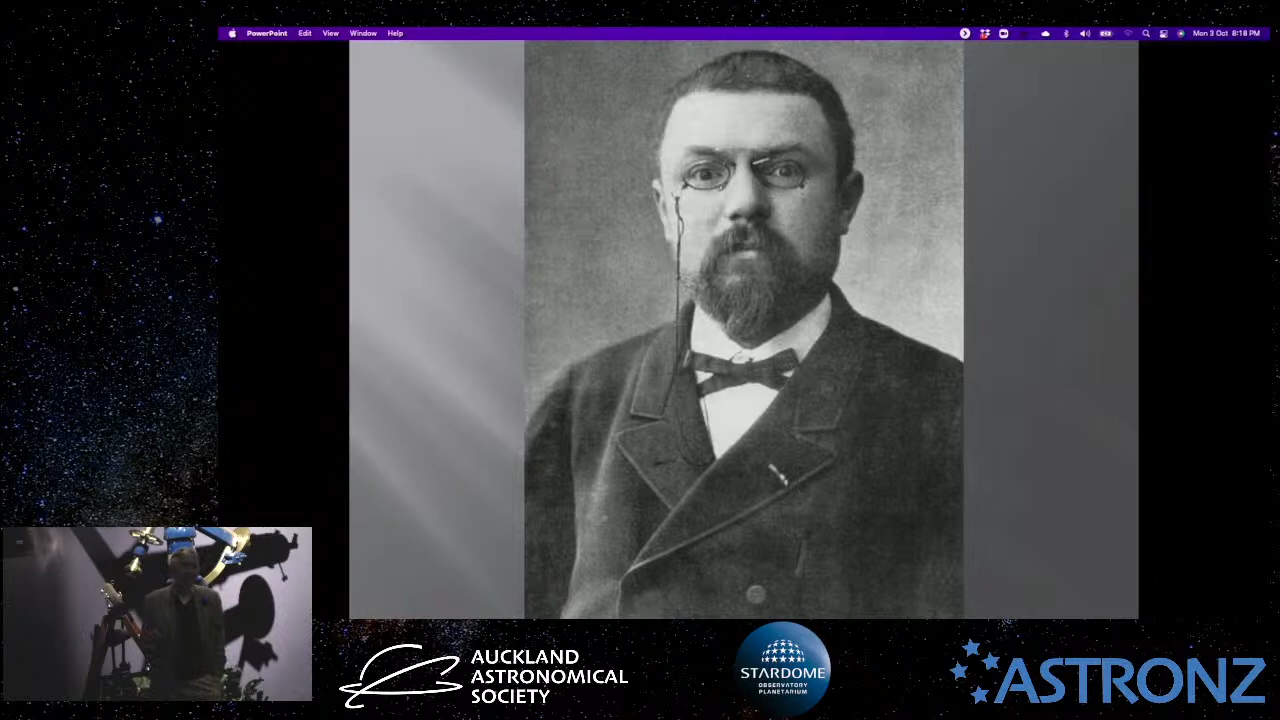 PowerPoint Edit View Window Help
Mon 3 Oct 8:18 PM
AUCKLAND
ASTRONOMICAL
SOCIETY
STARDOME
OBSERVATORY
PLANETARIUM
ASTRONZ